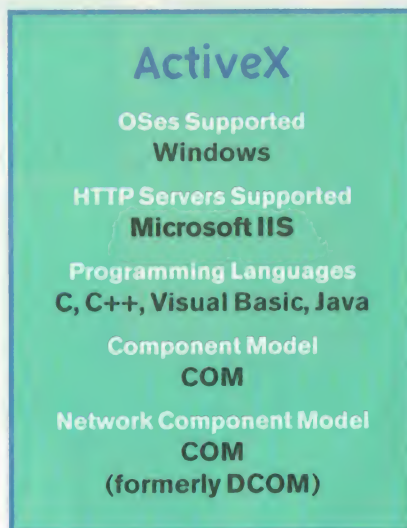 ActiveX
OSes Supported
Windows
HTTP Servers Supported
Microsoft IIS
Programming Languages
C, C++, Visual Basic, Java
Component Model
COM
Network Component Model
COM
(formerly DCOM)